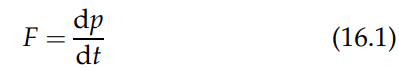 F = dp/dt (16.1)